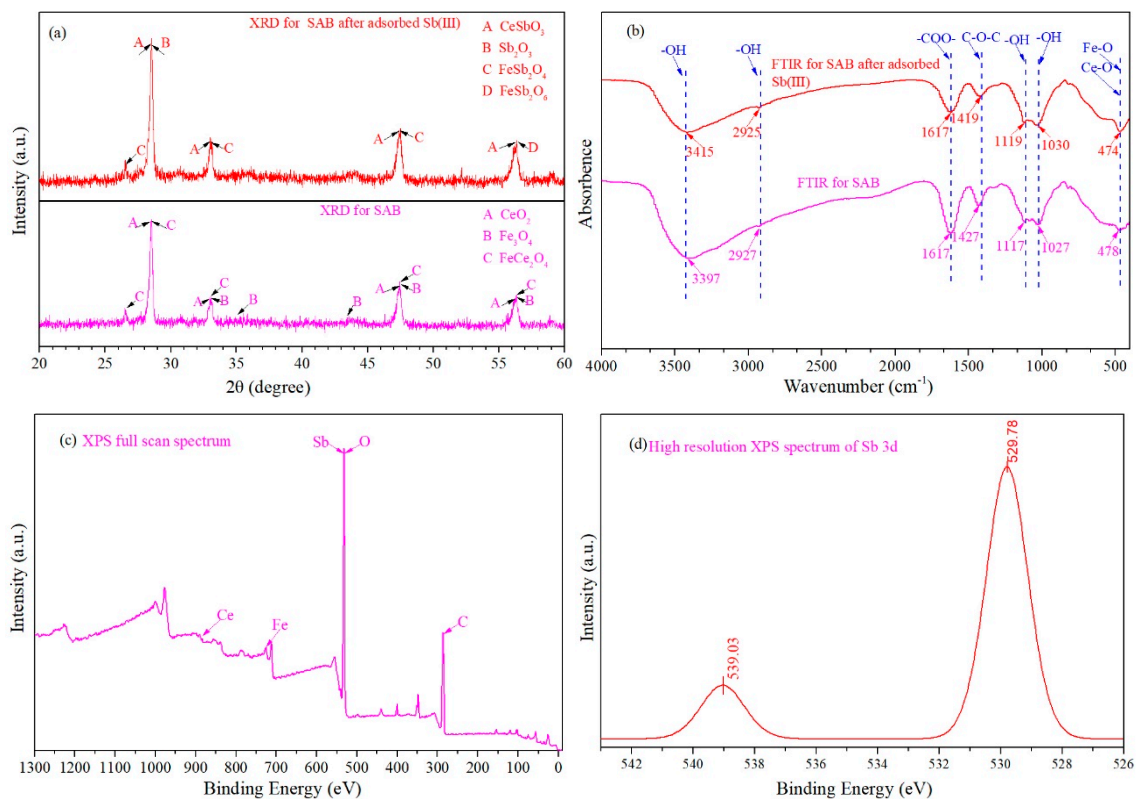 (a)
XRD for SAB after adsorbed Sb(III)
A CeSbO₃
B Sb₂O₃
C FeSb₂O₄
D FeSb₂O₆
A B
C
A C
A C
A D
XRD for SAB
A CeO₂
B Fe₃O₄
C FeCe₂O₄
A C
C
C
A B
B
B
C
A B
C
A B
20 25 30 35 40 45 50 55 60
2θ (degree)
Intensity (a.u.)
(b)
-OH
-OH
-COO-
C-O-C
-OH
-OH
Fe-O
Ce-O
FTIR for SAB after adsorbed
Sb(III)
3415
2925
1617
1419
1119
1030
474
FTIR for SAB
3397
2927
1617
1427
1117
1027
478
4000 3000 2000 1500 1000 500
Wavenumber (cm⁻¹)
Absorbence
(c) XPS full scan spectrum
Sb O
Ce
Fe
C
1300 1200 1100 1000 900 800 700 600 500 400 300 200 100 0
Binding Energy (eV)
Intensity (a.u.)
(d) High resolution XPS spectrum of Sb 3d
529.78
539.03
542 540 538 536 534 532 530 528 526
Binding Energy (eV)
Intensity (a.u.)